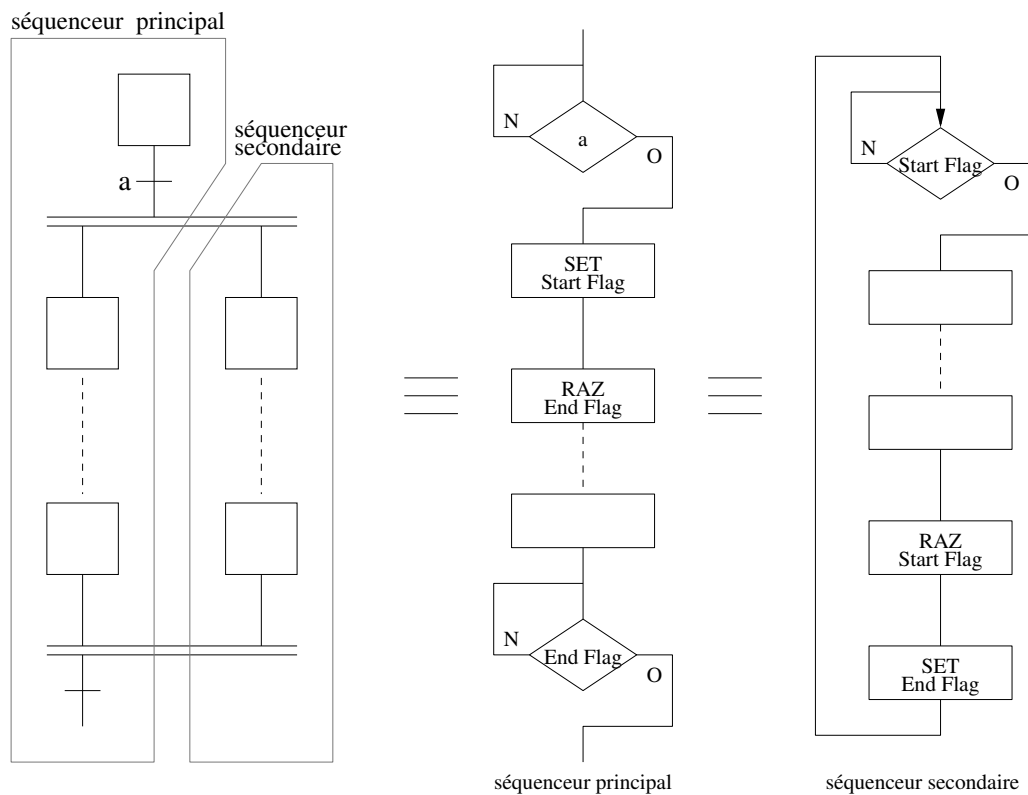 séquenceur principal
séquenceur
secondaire
a
N
a
O
SET
Start Flag
RAZ
End Flag
N
End Flag
O
séquenceur principal
N
Start Flag
O
RAZ
Start Flag
SET
End Flag
séquenceur secondaire